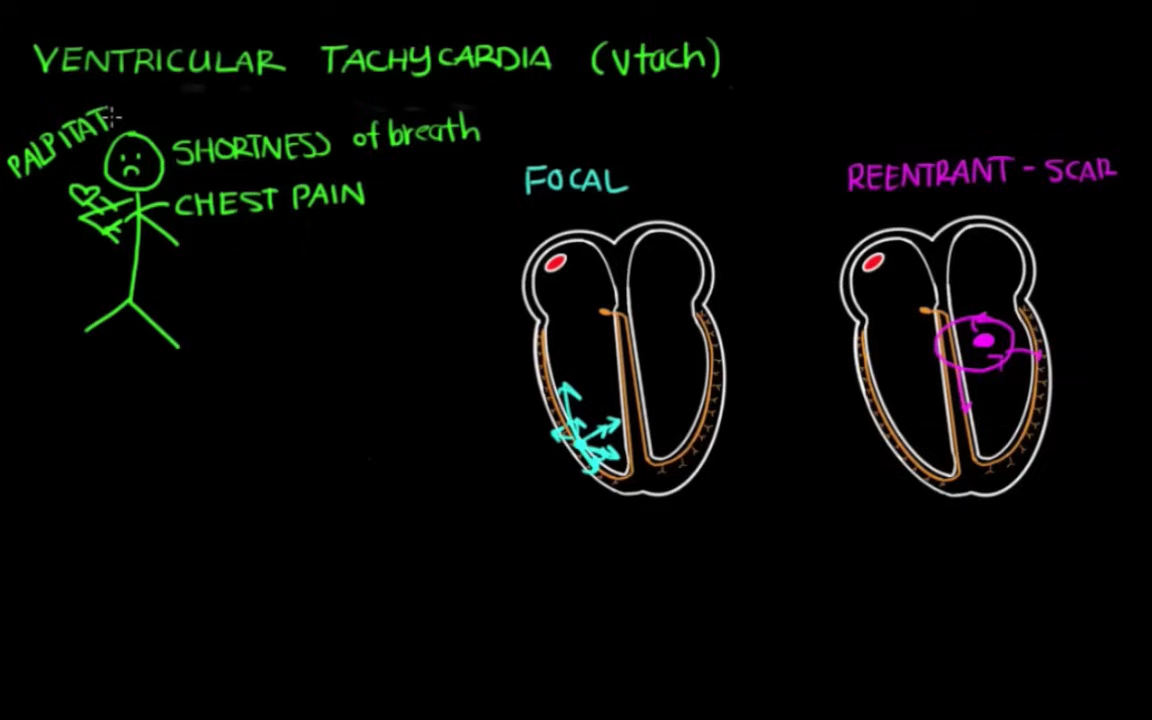 VENTRICULAR TACHYCARDIA (Vtach)
PALPITAT
SHORTNESS of breath
CHEST PAIN
FOCAL
REENTRANT - SCAR